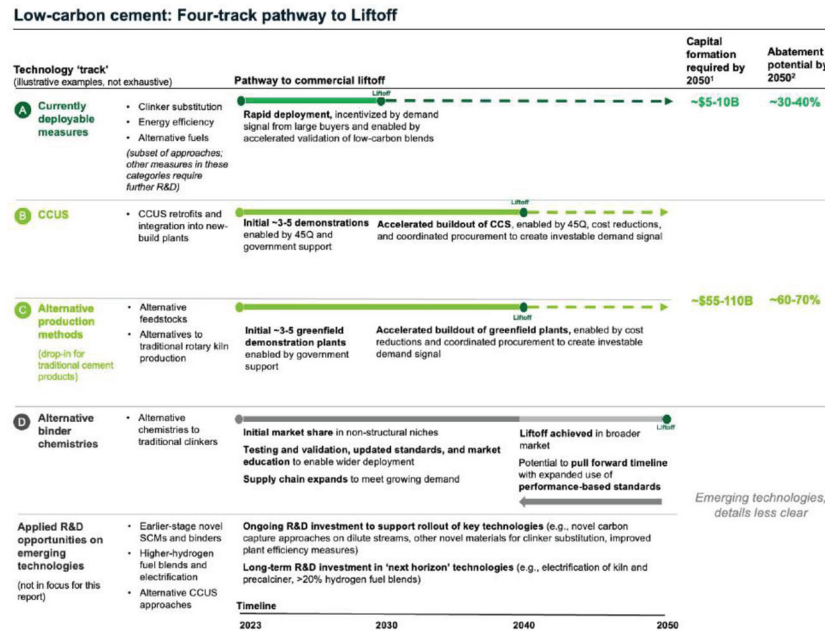 Low-carbon cement: Four-track pathway to Liftoff
Technology 'track'
(illustrative examples, not exhaustive)
Pathway to commercial liftoff
Capital
formation
required by
2050¹
Abatement
potential by
2050²
A
Currently
deployable
measures
• Clinker substitution
• Energy efficiency
• Alternative fuels
(subset of approaches;
other measures in these
categories require
further R&D)
Liftoff
Rapid deployment, incentivized by demand
signal from large buyers and enabled by
accelerated validation of low-carbon blends
~$5-10B
~30-40%
B
CCUS
• CCUS retrofits and
integration into new-
build plants
Liftoff
Initial ~3-5 demonstrations
enabled by 45Q and
government support
Accelerated buildout of CCS, enabled by 45Q, cost reductions,
and coordinated procurement to create investable demand signal
C
Alternative
production
methods
(drop-in for
traditional cement
products)
• Alternative
feedstocks
• Alternatives to
traditional rotary kiln
production
Liftoff
Initial ~3-5 greenfield
demonstration plants
enabled by government
support
Accelerated buildout of greenfield plants, enabled by cost
reductions and coordinated procurement to create investable
demand signal
~$55-110B
~60-70%
D
Alternative
binder
chemistries
• Alternative
chemistries to
traditional clinkers
Liftoff
Initial market share in non-structural niches
Testing and validation, updated standards, and market
education to enable wider deployment
Supply chain expands to meet growing demand
Liftoff achieved in broader
market
Potential to pull forward timeline
with expanded use of
performance-based standards
Emerging technologies,
details less clear
Applied R&D
opportunities on
emerging
technologies
(not in focus for this
report)
• Earlier-stage novel
SCMs and binders
• Higher-hydrogen
fuel blends and
electrification
• Alternative CCUS
approaches
Ongoing R&D investment to support rollout of key technologies (e.g., novel carbon
capture approaches on dilute streams, other novel materials for clinker substitution, improved
plant efficiency measures)
Long-term R&D investment in 'next horizon' technologies (e.g., electrification of kiln and
precalciner, >20% hydrogen fuel blends)
Timeline
2023
2030
2040
2050